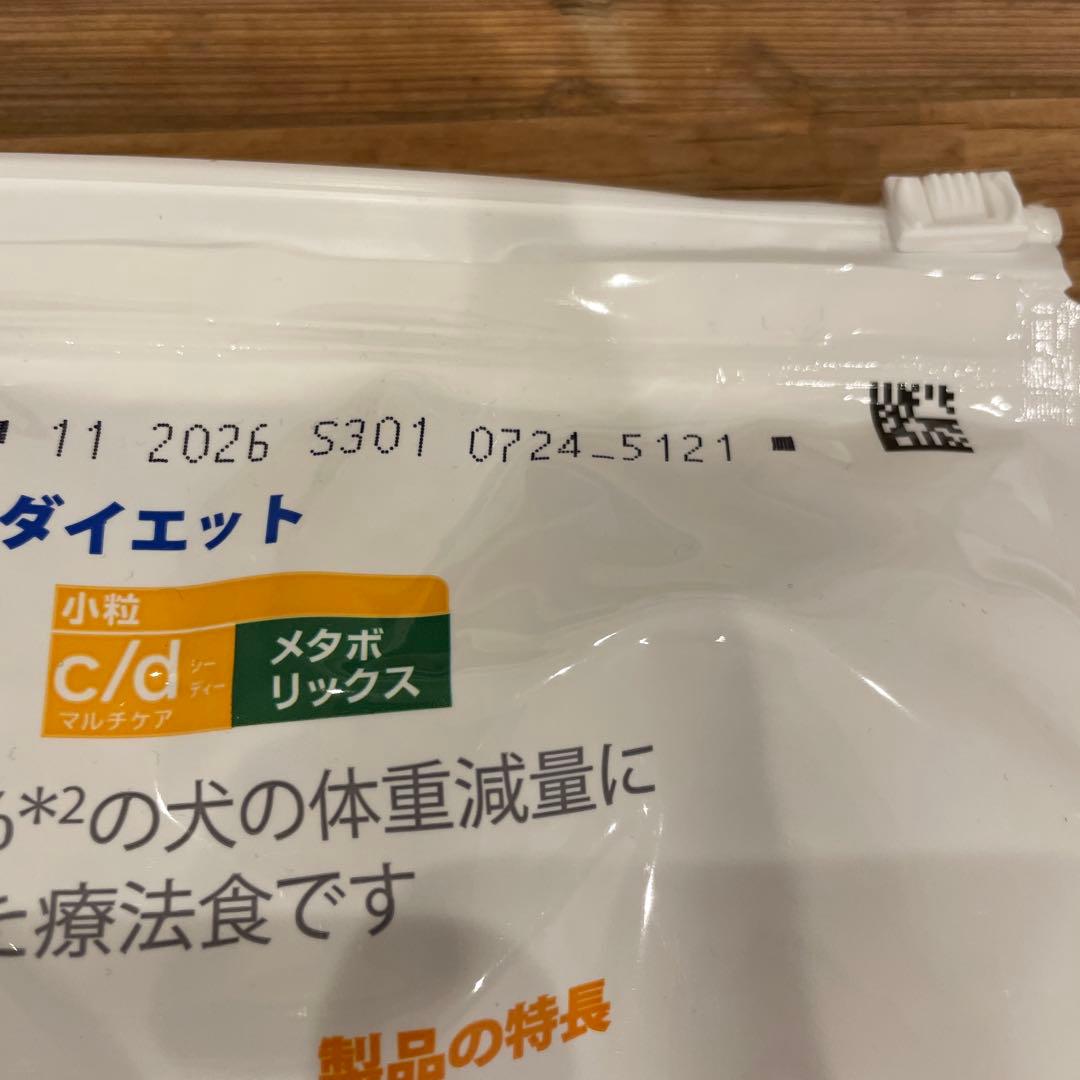 11 2026 S301 0724_5121
ダイエット
小粒
c/d シーディー
マルチケア
メタボ
リックス
*2の犬の体重減量に
療法食です
製品の特長